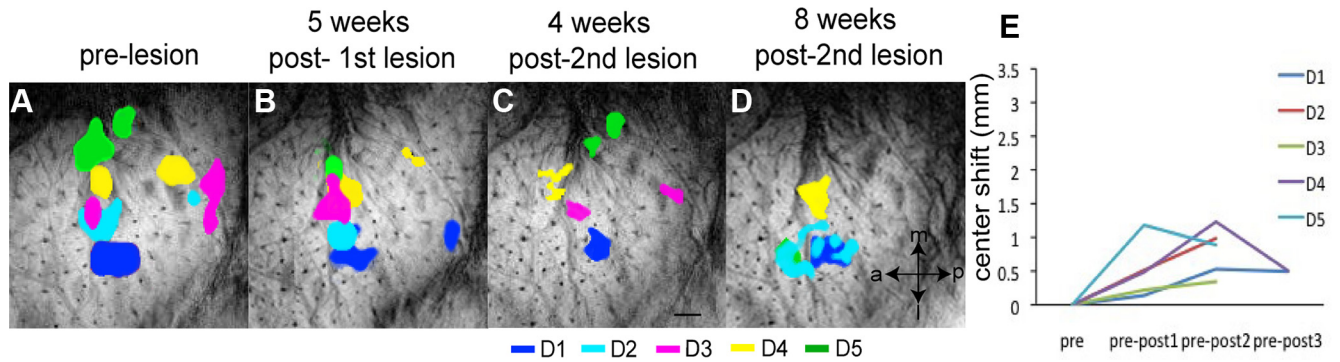 pre-lesion
5 weeks
post- 1st lesion
4 weeks
post-2nd lesion
8 weeks
post-2nd lesion
A
B
C
D
m
a
p
l
D1
D2
D3
D4
D5
E
center shift (mm)
3.5
3
2.5
2
1.5
1
0.5
0
pre
pre-post1
pre-post2
pre-post3
D1
D2
D3
D4
D5